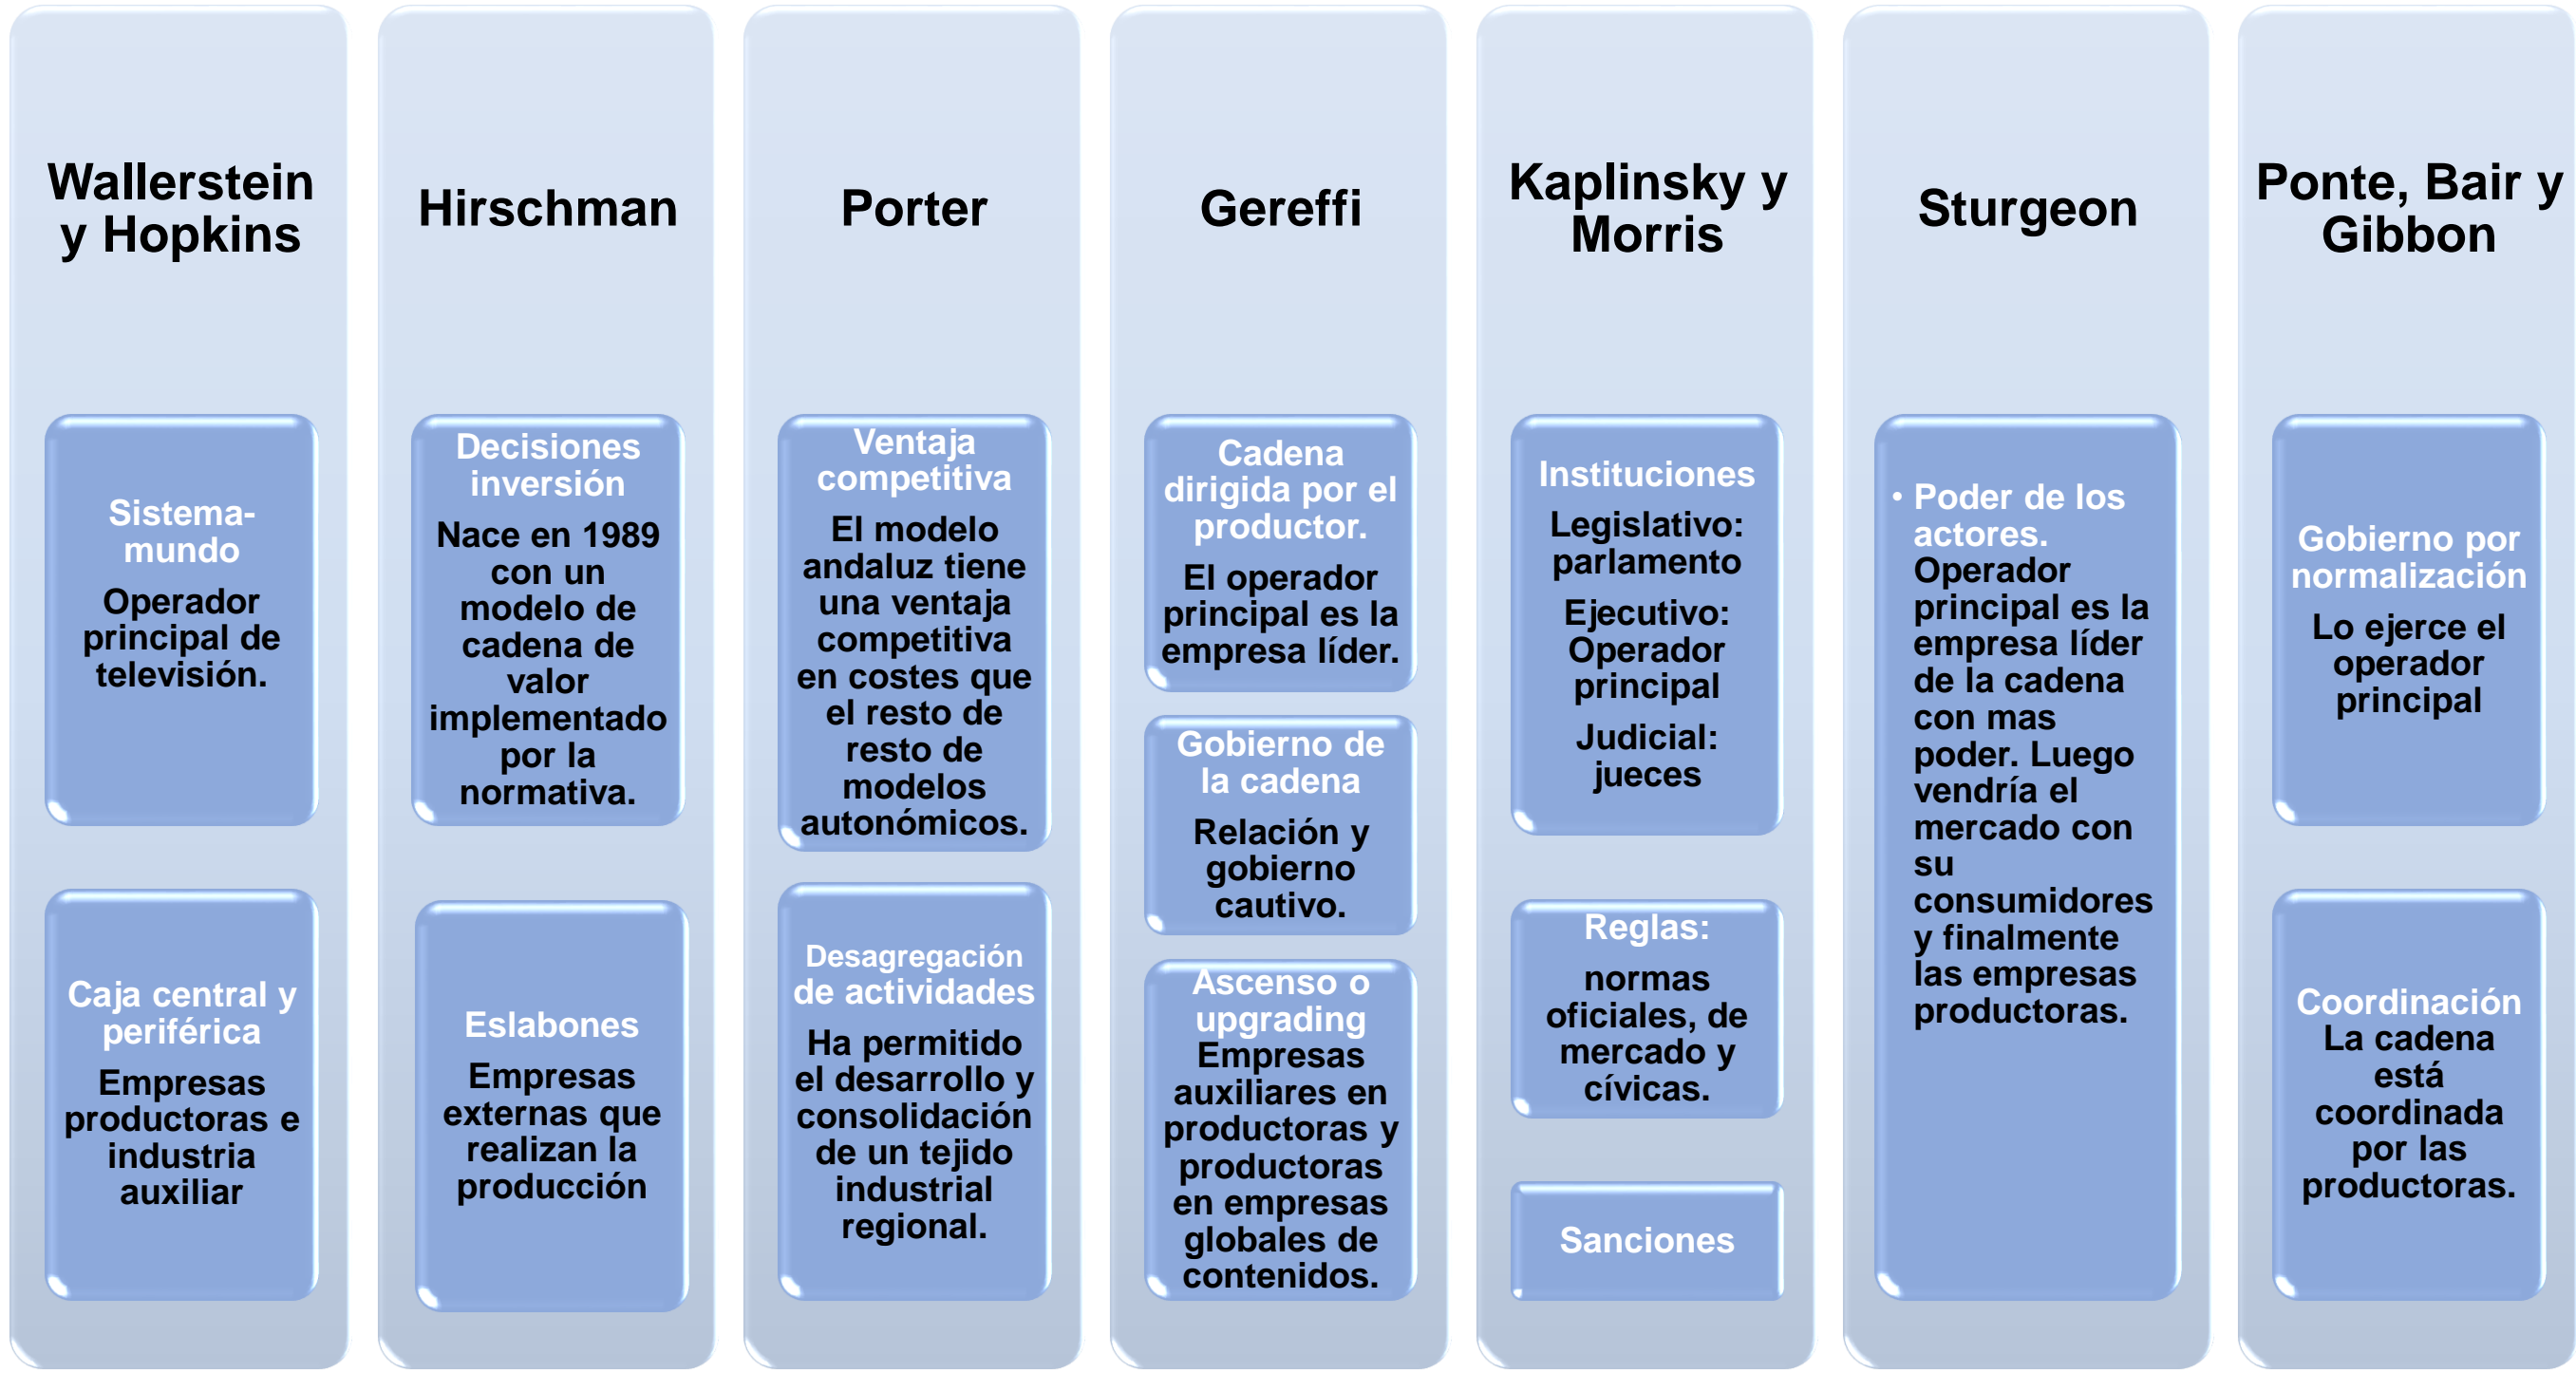 Wallerstein
y Hopkins
Sistema-
mundo
Operador
principal de
televisión.
Caja central y
periférica
Empresas
productoras e
industria
auxiliar
Hirschman
Decisiones
inversión
Nace en 1989
con un
modelo de
cadena de
valor
implementado
por la
normativa.
Eslabones
Empresas
externas que
realizan la
producción
Porter
Ventaja
competitiva
El modelo
andaluz tiene
una ventaja
competitiva
en costes que
el resto de
resto de
modelos
autonómicos.
Desagregación
de actividades
Ha permitido
el desarrollo y
consolidación
de un tejido
industrial
regional.
Gereffi
Cadena
dirigida por el
productor.
El operador
principal es la
empresa líder.
Gobierno de
la cadena
Relación y
gobierno
cautivo.
Ascenso o
upgrading
Empresas
auxiliares en
productoras y
productoras
en empresas
globales de
contenidos.
Kaplinsky y
Morris
Instituciones
Legislativo:
parlamento
Ejecutivo:
Operador
principal
Judicial:
jueces
Reglas:
normas
oficiales, de
mercado y
cívicas.
Sanciones
Sturgeon
• Poder de los
actores.
Operador
principal es la
empresa líder
de la cadena
con mas
poder. Luego
vendría el
mercado con
su
consumidores
y finalmente
las empresas
productoras.
Ponte, Bair y
Gibbon
Gobierno por
normalización
Lo ejerce el
operador
principal
Coordinación
La cadena
está
coordinada
por las
productoras.